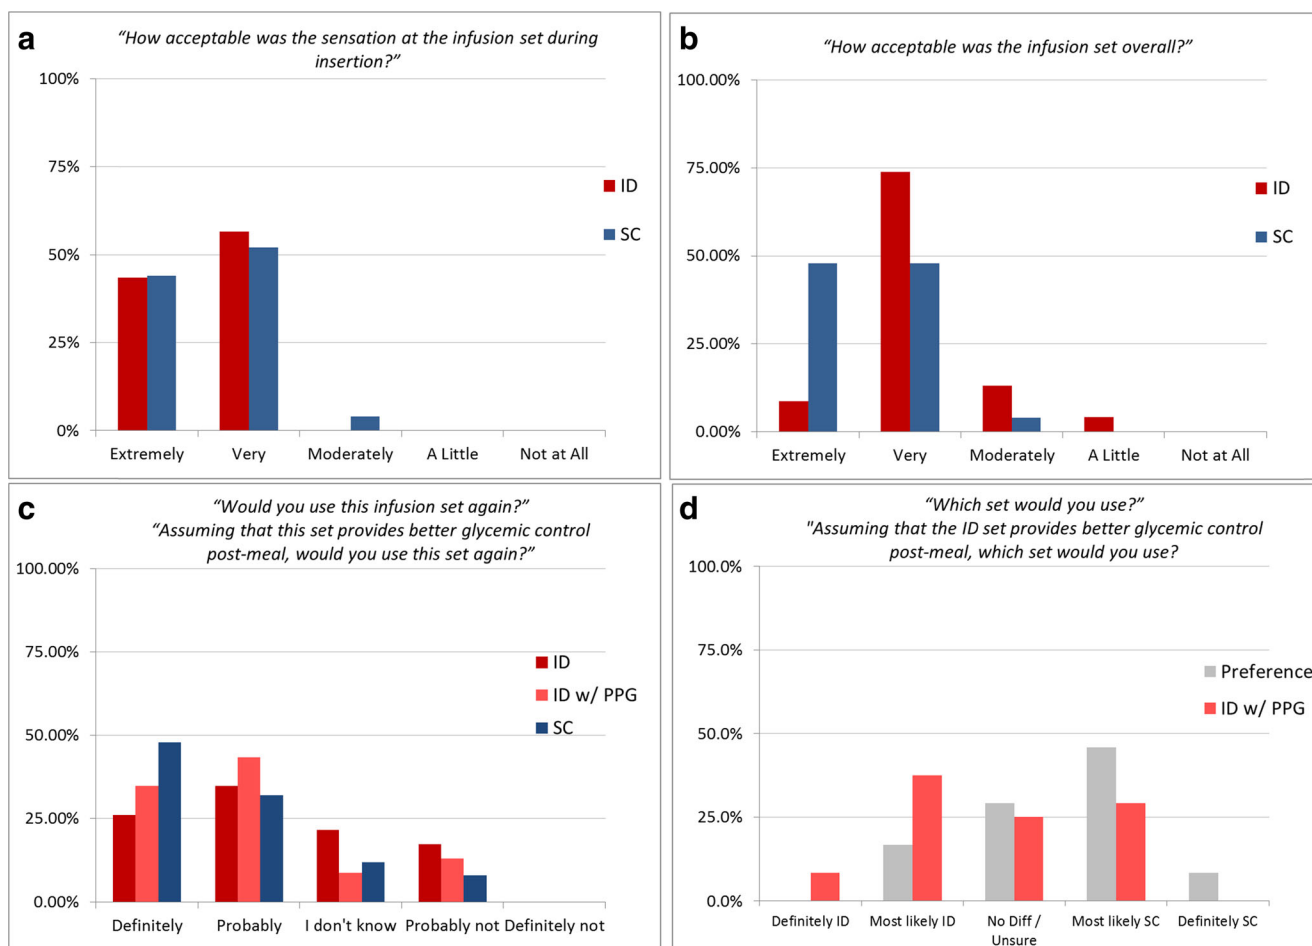 a
“How acceptable was the sensation at the infusion set during
insertion?”
100%
75%
50%
25%
0%
ID
SC
Extremely
Very
Moderately
A Little
Not at All
b
“How acceptable was the infusion set overall?”
100.00%
75.00%
50.00%
25.00%
0.00%
ID
SC
Extremely
Very
Moderately
A Little
Not at All
c
“Would you use this infusion set again?”
“Assuming that this set provides better glycemic control
post-meal, would you use this set again?”
100.00%
75.00%
50.00%
25.00%
0.00%
ID
ID w/ PPG
SC
Definitely
Probably
I don't know
Probably not
Definitely not
d
“Which set would you use?”
"Assuming that the ID set provides better glycemic control
post-meal, which set would you use?
100.0%
75.0%
50.0%
25.0%
0.0%
Preference
ID w/ PPG
Definitely ID
Most likely ID
No Diff /
Unsure
Most likely SC
Definitely SC